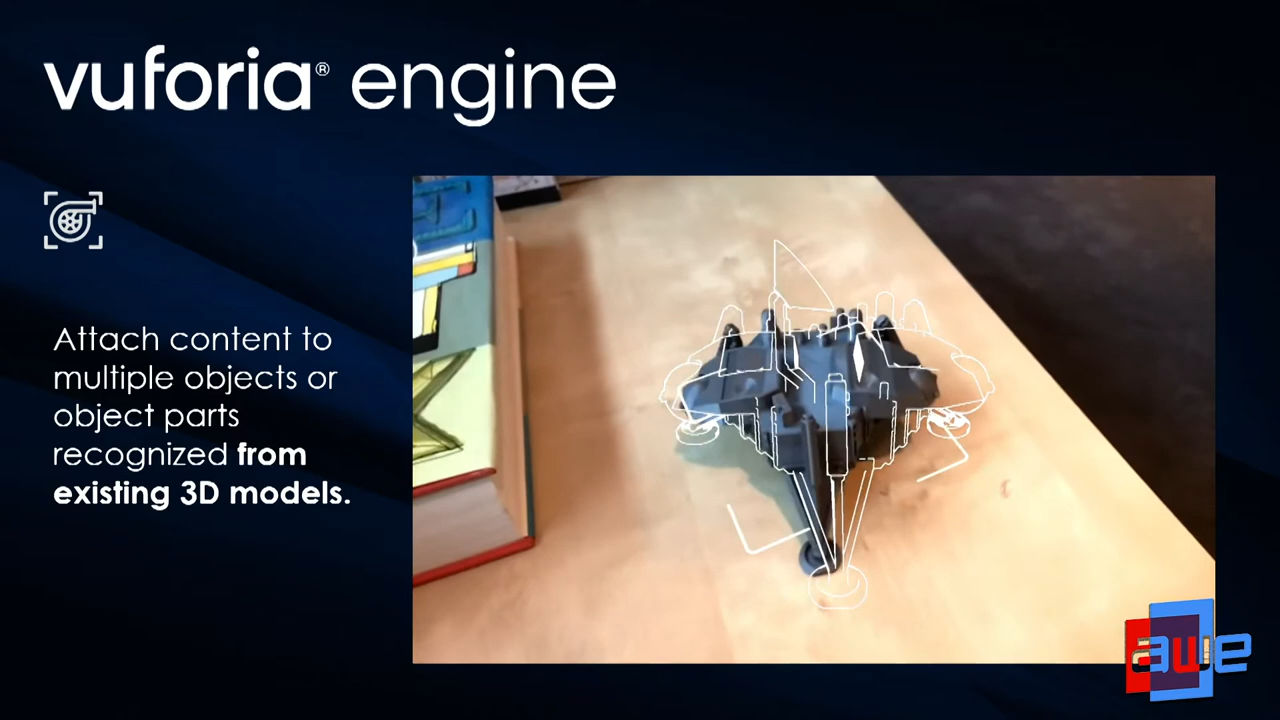 vuforia® engine
Attach content to
multiple objects or
object parts
recognized from
existing 3D models.
awe